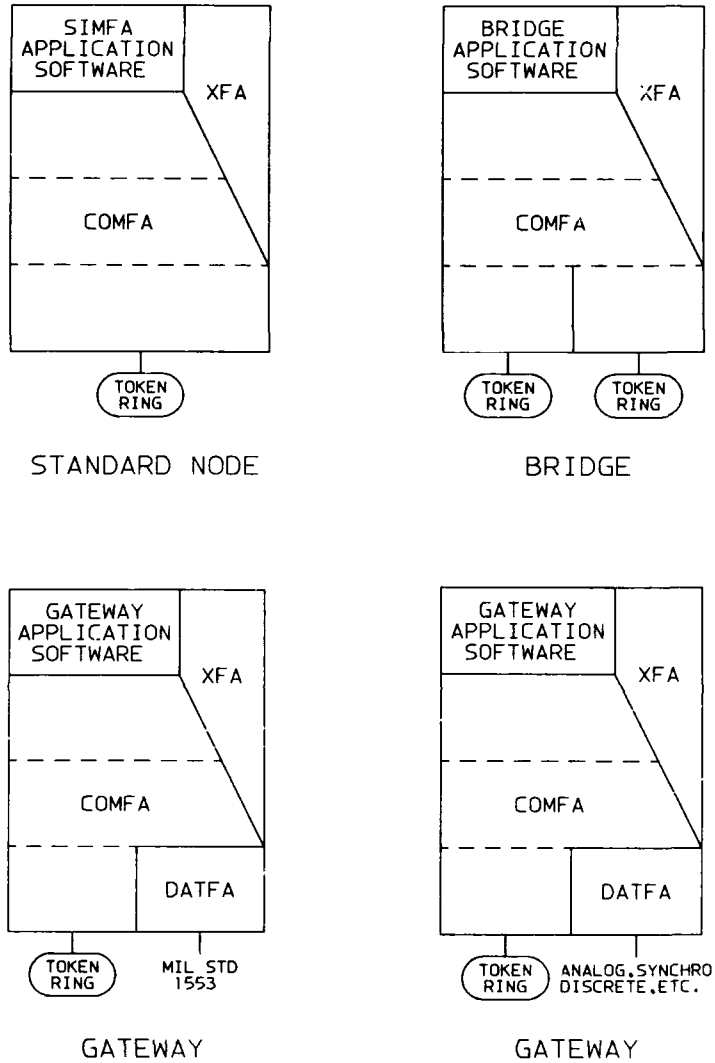 SIMFA
APPLICATION
SOFTWARE
XFA
COMFA
TOKEN
RING
STANDARD NODE
BRIDGE
APPLICATION
SOFTWARE
XFA
COMFA
TOKEN
RING
TOKEN
RING
BRIDGE
GATEWAY
APPLICATION
SOFTWARE
XFA
COMFA
DATFA
TOKEN
RING
MIL STD
1553
GATEWAY
GATEWAY
APPLICATION
SOFTWARE
XFA
COMFA
DATFA
TOKEN
RING
ANALOG,SYNCHRO
DISCRETE,ETC.
GATEWAY